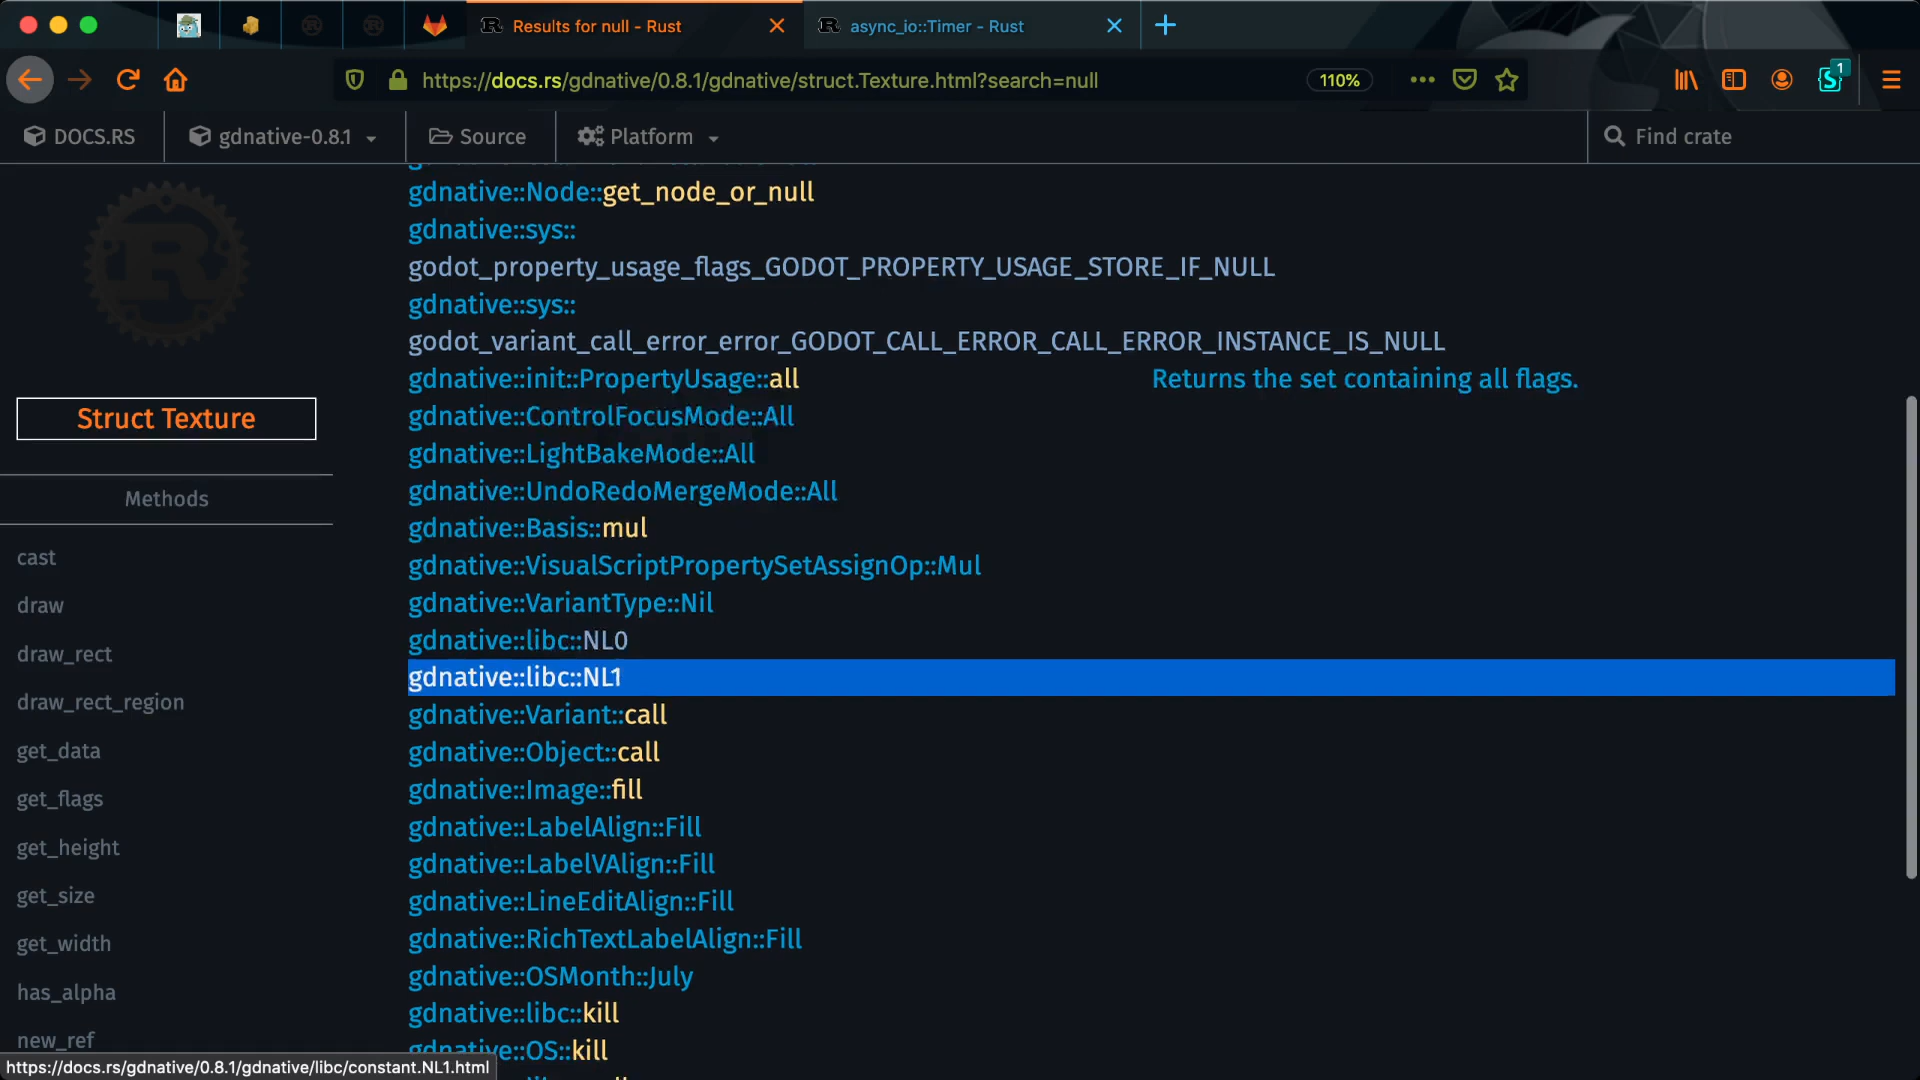 Results for null - Rust
async_io::Timer - Rust
https://docs.rs/gdnative/0.8.1/gdnative/struct.Texture.html?search=null
110%
1
DOCS.RS
gdnative-0.8.1
Source
Platform
Find crate
Struct Texture
Methods
cast
draw
draw_rect
draw_rect_region
get_data
get_flags
get_height
get_size
get_width
has_alpha
new_ref
gdnative::Node::get_node_or_null
gdnative::sys::
godot_property_usage_flags_GODOT_PROPERTY_USAGE_STORE_IF_NULL
gdnative::sys::
godot_variant_call_error_error_GODOT_CALL_ERROR_CALL_ERROR_INSTANCE_IS_NULL
gdnative::init::PropertyUsage::all Returns the set containing all flags.
gdnative::ControlFocusMode::All
gdnative::LightBakeMode::All
gdnative::UndoRedoMergeMode::All
gdnative::Basis::mul
gdnative::VisualScriptPropertySetAssignOp::Mul
gdnative::VariantType::Nil
gdnative::libc::NL0
gdnative::libc::NL1
gdnative::Variant::call
gdnative::Object::call
gdnative::Image::fill
gdnative::LabelAlign::Fill
gdnative::LabelVAlign::Fill
gdnative::LineEditAlign::Fill
gdnative::RichTextLabelAlign::Fill
gdnative::OSMonth::July
gdnative::libc::kill
gdnative::OS::kill
https://docs.rs/gdnative/0.8.1/gdnative/libc/constant.NL1.html